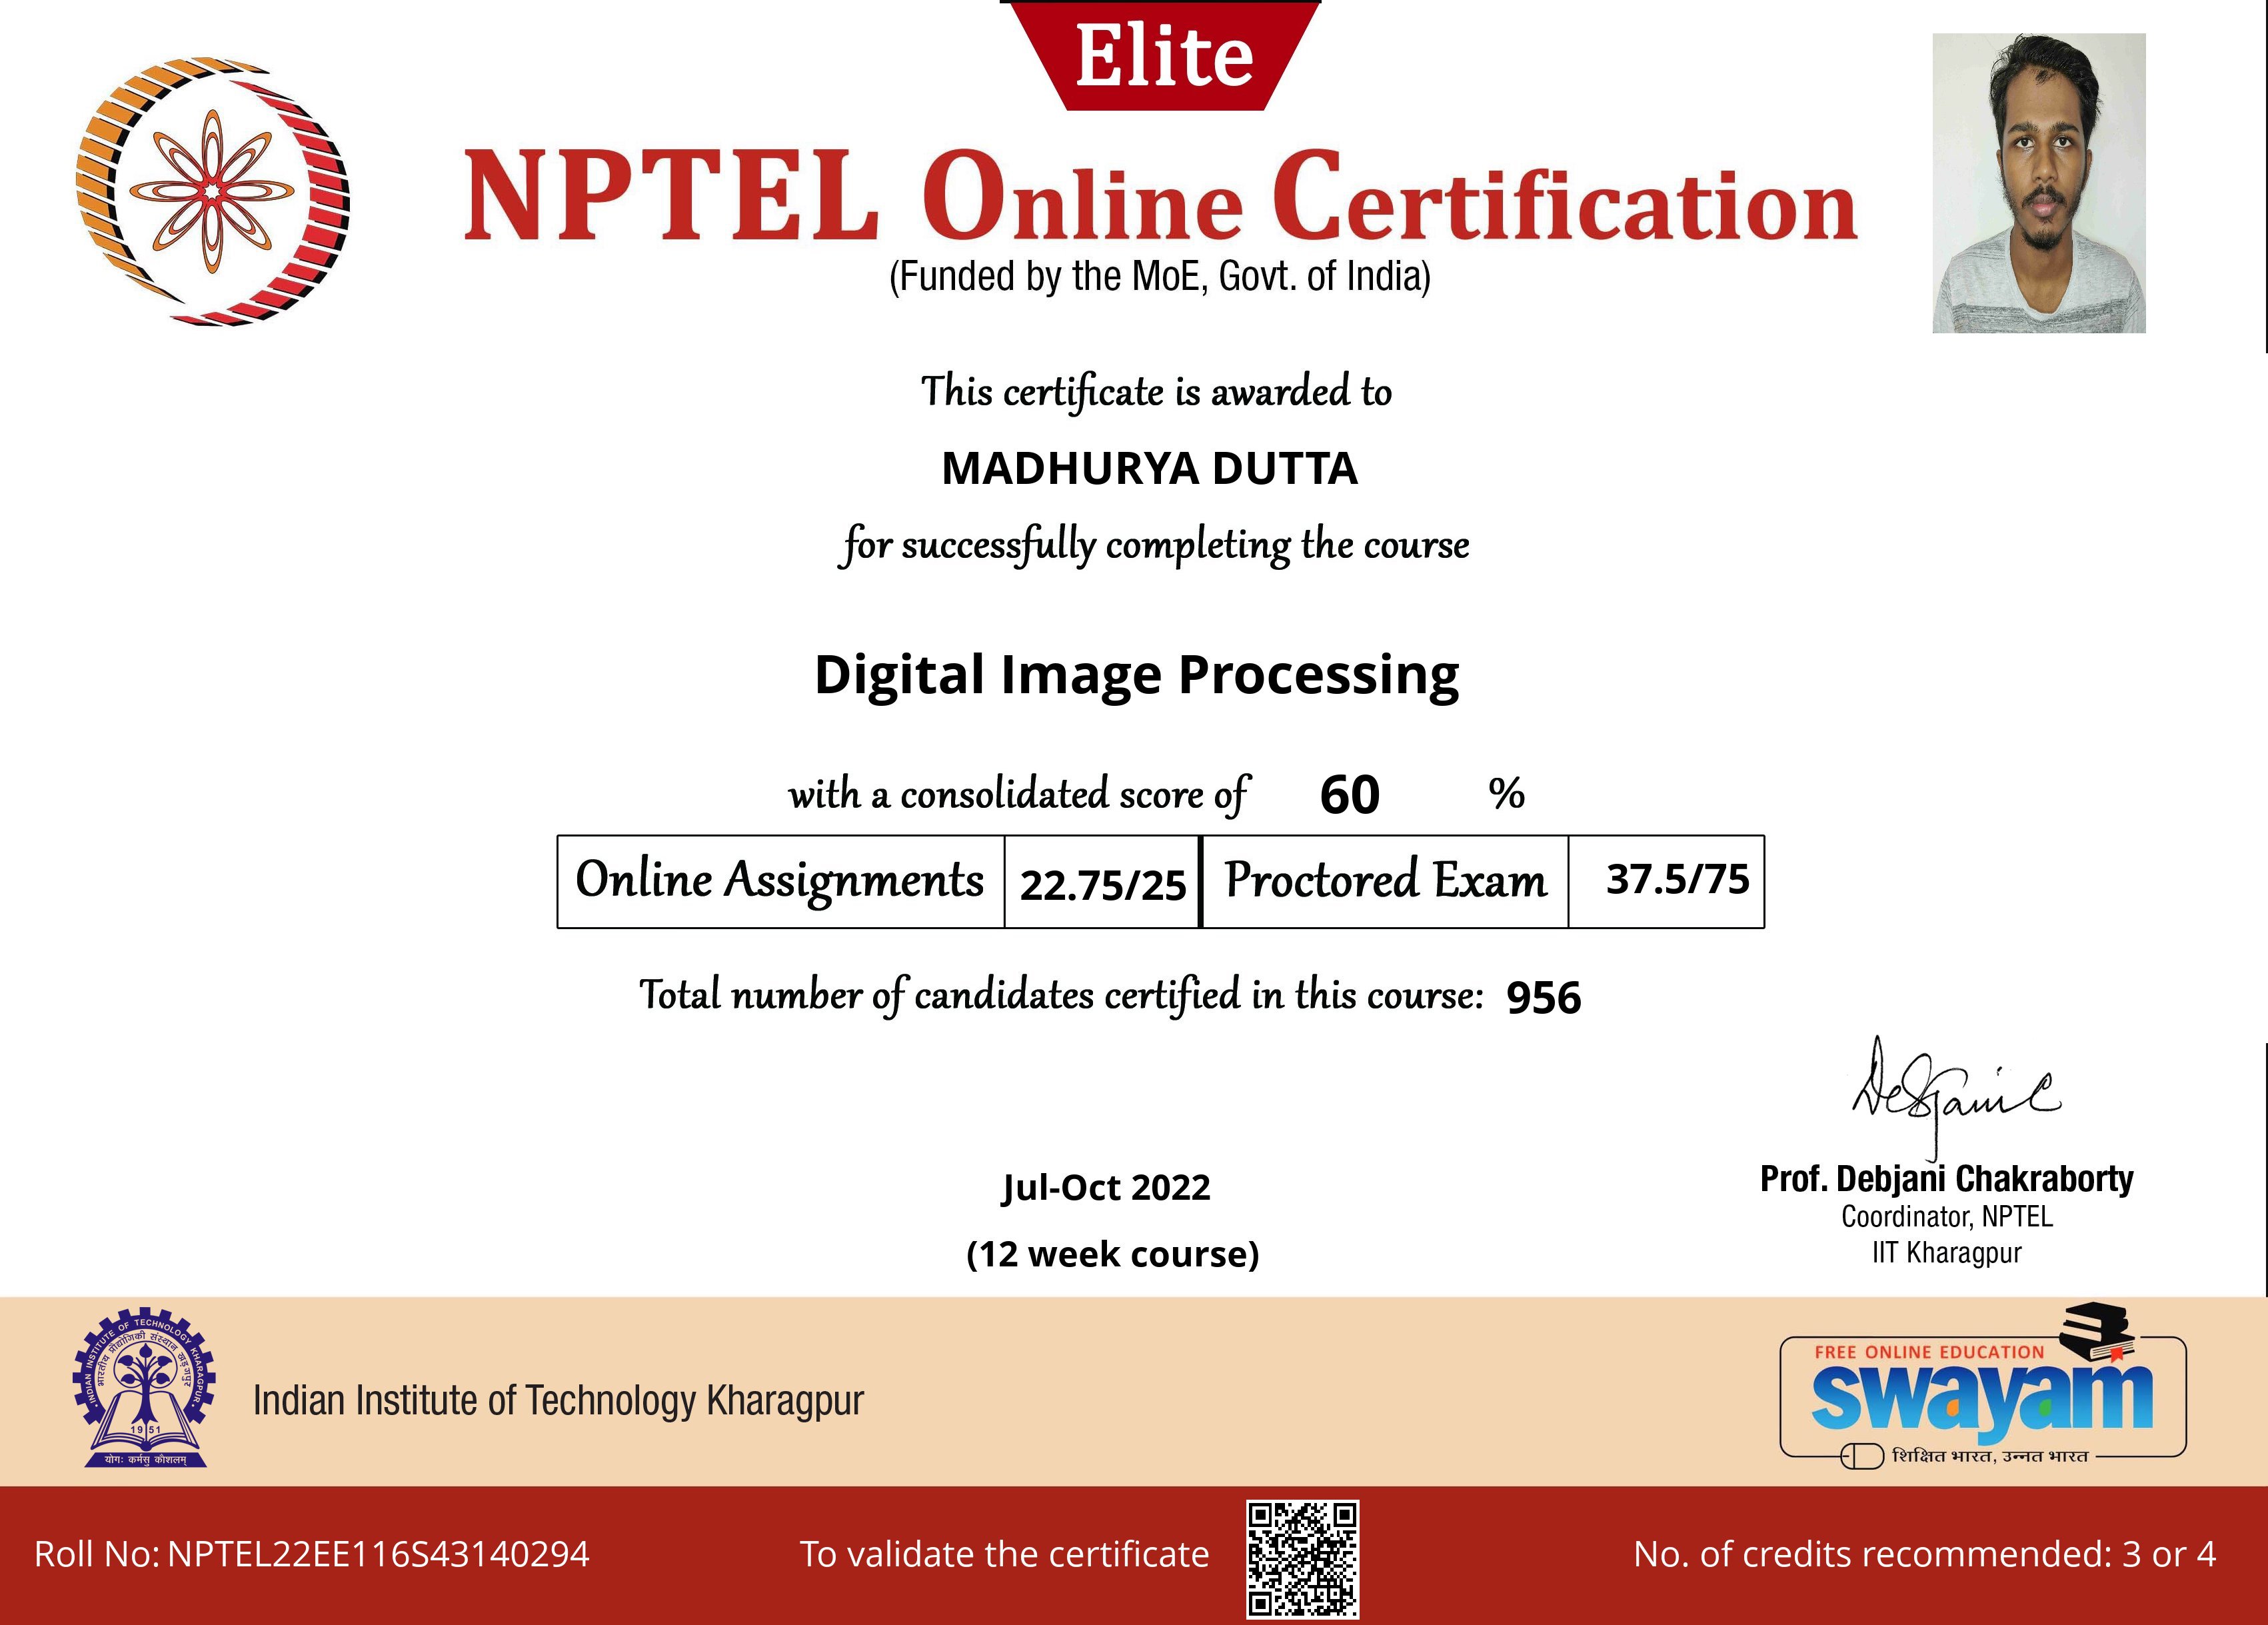 Elite
NPTEL Online Certification
(Funded by the MoE, Govt. of India)
This certificate is awarded to
MADHURYA DUTTA
for successfully completing the course
Digital Image Processing
with a consolidated score of 60 %
Online Assignments 22.75/25 Proctored Exam 37.5/75
Total number of candidates certified in this course: 956
Debjani C
Prof. Debjani Chakraborty
Coordinator, NPTEL
IIT Kharagpur
Jul-Oct 2022
(12 week course)
INDIAN INSTITUTE OF TECHNOLOGY KHARAGPUR
भारतीय प्रौद्योगिकी संस्थान खड़गपुर
1951
योगः कर्मसु कौशलम्
Indian Institute of Technology Kharagpur
FREE ONLINE EDUCATION
swayam
शिक्षित भारत, उन्नत भारत
Roll No: NPTEL22EE116S43140294
To validate the certificate
No. of credits recommended: 3 or 4